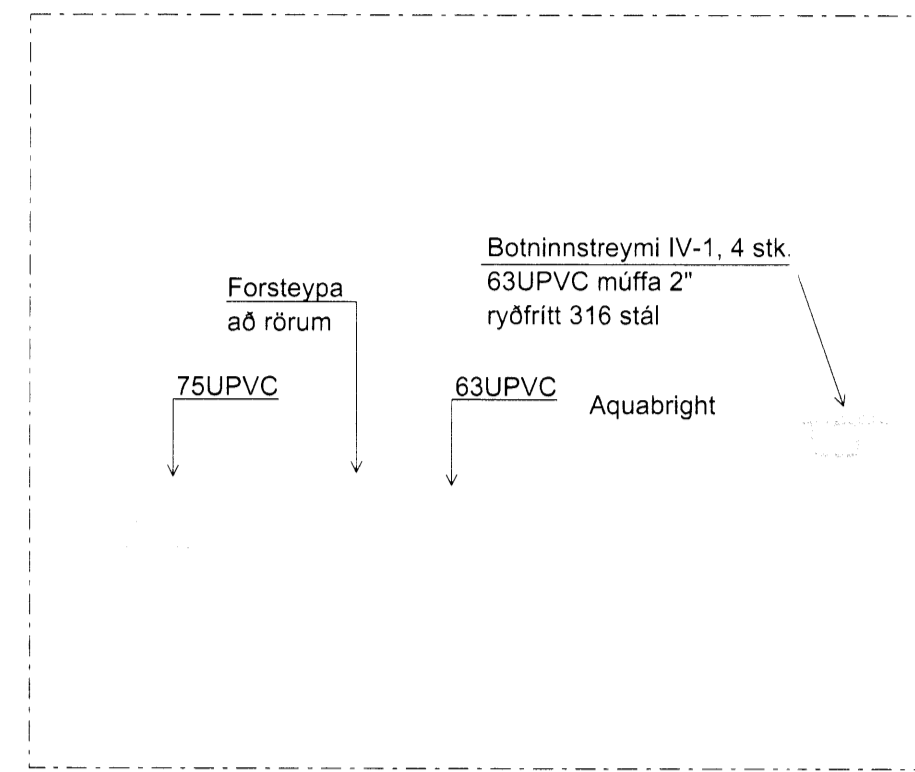 Botninnstreymi IV-1, 4 stk.
63UPVC múffa 2"
ryðfrítt 316 stál
Forsteypa
að rörum
75UPVC
63UPVC
Aquabright